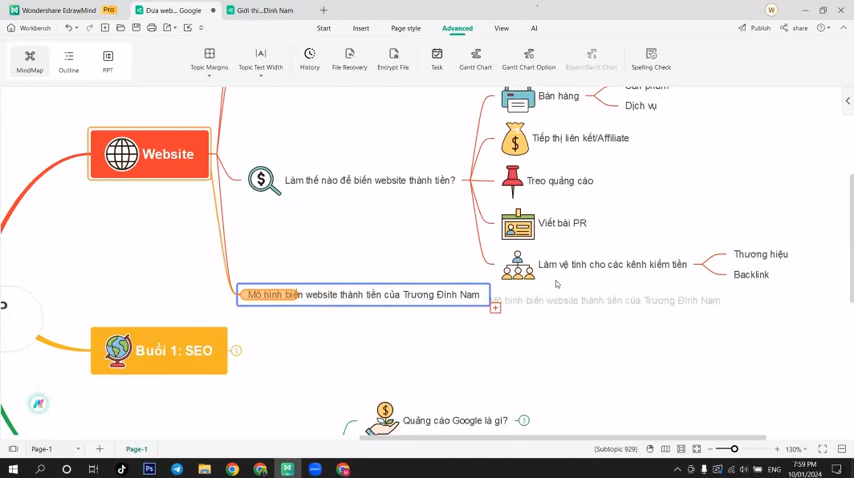 Wondershare EdrawMind Pro
Đưa web... Google
Giới thi...Đình Nam
W
Workbench
Start
Insert
Page style
Advanced
View
AI
Publish
share
MindMap
Outline
PPT
Topic Margins
Topic Text Width
History
File Recovery
Encrypt File
Task
Gantt Chart
Gantt Chart Option
Export Gantt Chart
Spelling Check
Sản phẩm
Bán hàng
Dịch vụ
Tiếp thị liên kết/Affiliate
Website
Làm thế nào để biến website thành tiền?
Treo quảng cáo
Viết bài PR
Thương hiệu
Làm vệ tinh cho các kênh kiếm tiền
Backlink
Mô hình biến website thành tiền của Trương Đình Nam
Mô hình biến website thành tiền của Trương Đình Nam
P
Buổi 1: SEO
3
Quảng cáo Google là gì?
3
Page-1
Page-1
[Subtopic 929]
130%
ENG
7:59 PM
10/01/2024